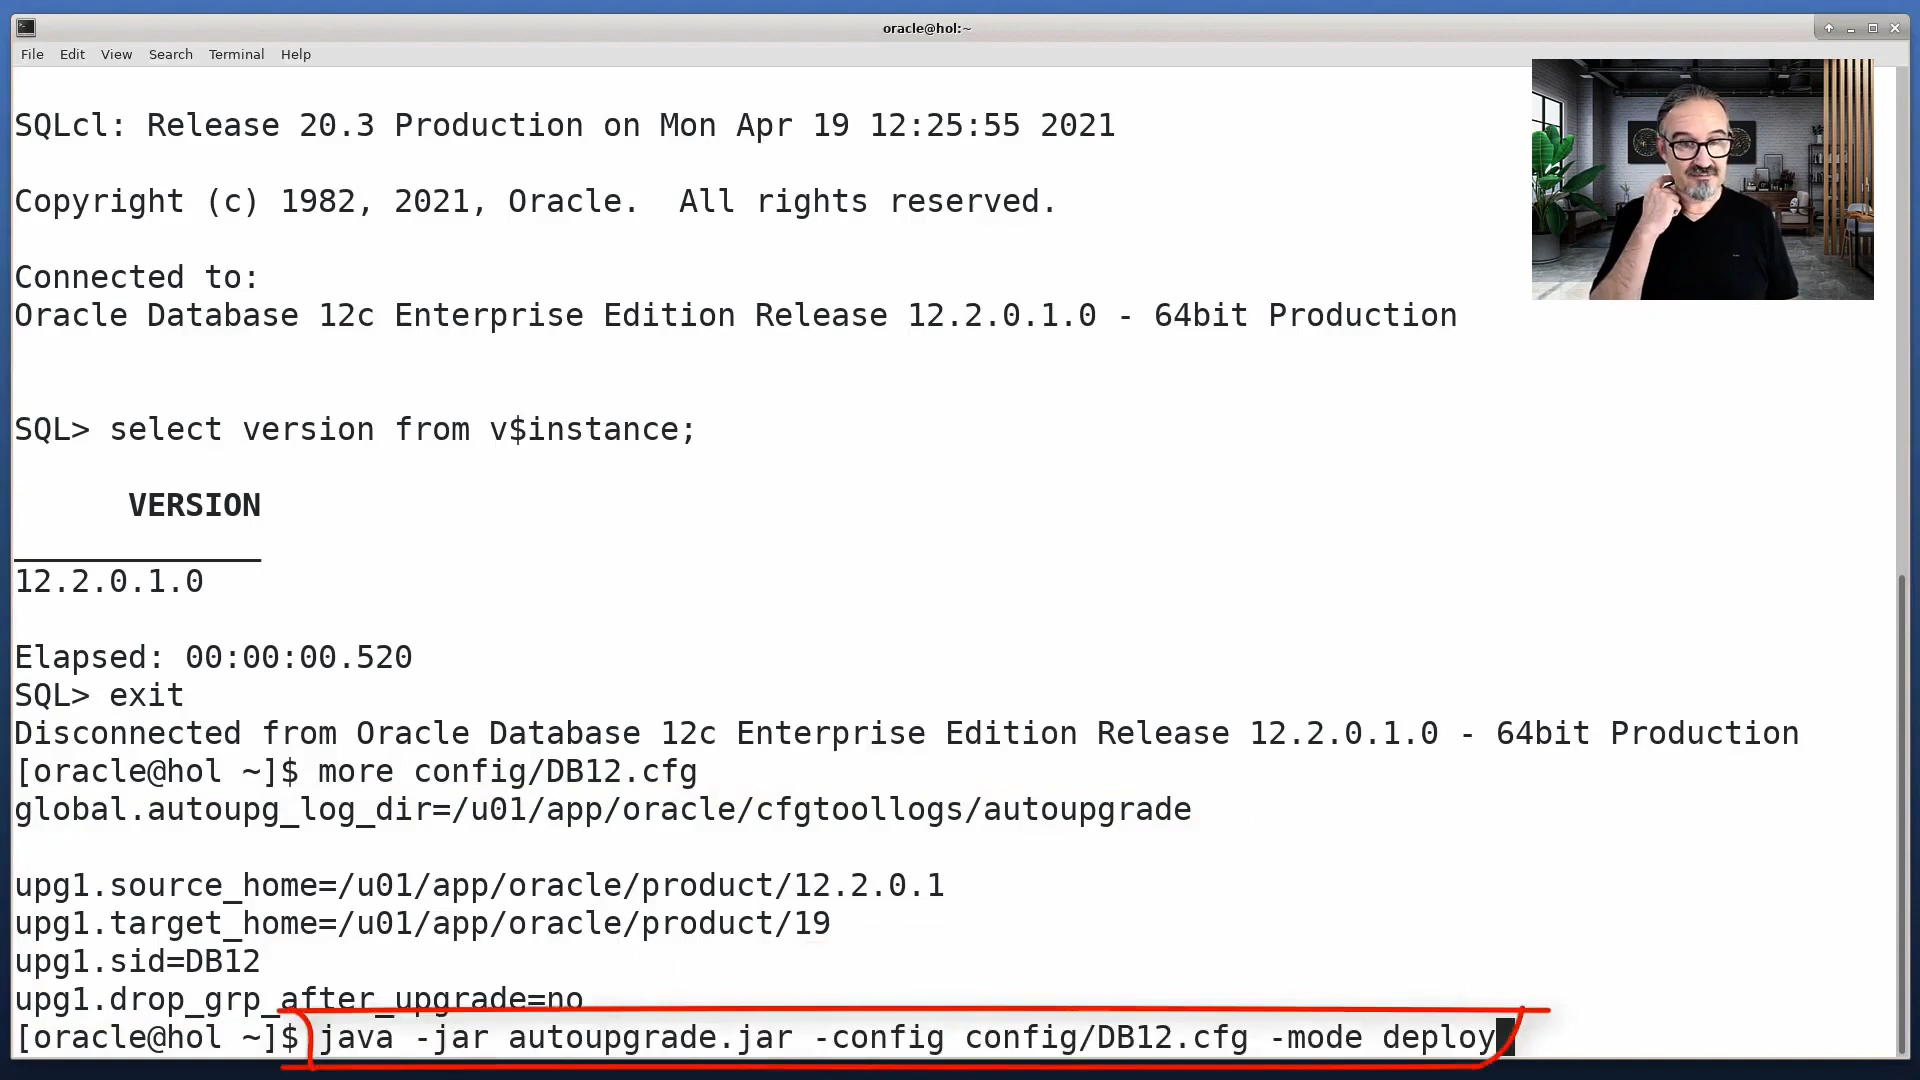 oracle@hol:~
File Edit View Search Terminal Help
SQLcl: Release 20.3 Production on Mon Apr 19 12:25:55 2021
Copyright (c) 1982, 2021, Oracle.  All rights reserved.
Connected to:
Oracle Database 12c Enterprise Edition Release 12.2.0.1.0 - 64bit Production
SQL> select version from v$instance;
VERSION
_____________
12.2.0.1.0
Elapsed: 00:00:00.520
SQL> exit
Disconnected from Oracle Database 12c Enterprise Edition Release 12.2.0.1.0 - 64bit Production
[oracle@hol ~]$ more config/DB12.cfg
global.autoupg_log_dir=/u01/app/oracle/cfgtoollogs/autoupgrade
upg1.source_home=/u01/app/oracle/product/12.2.0.1
upg1.target_home=/u01/app/oracle/product/19
upg1.sid=DB12
upg1.drop_grp_after_upgrade=no
[oracle@hol ~]$ java -jar autoupgrade.jar -config config/DB12.cfg -mode deploy